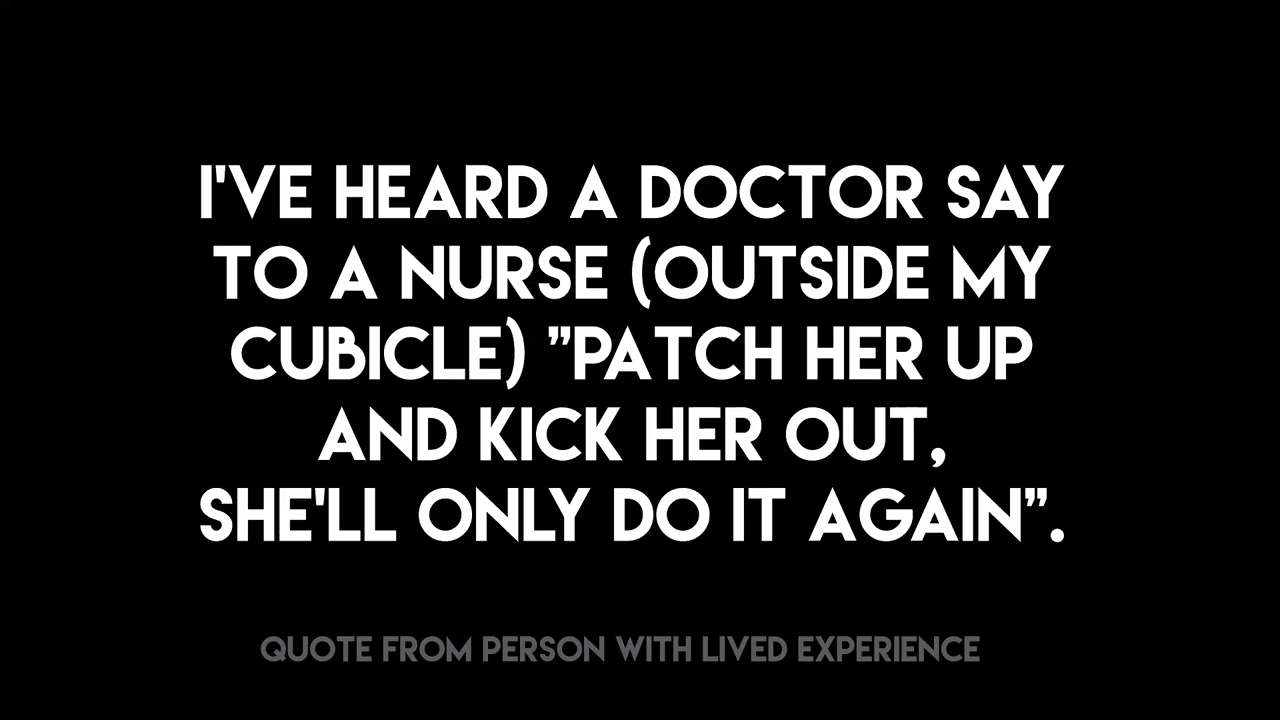 I'VE HEARD A DOCTOR SAY
TO A NURSE (OUTSIDE MY
CUBICLE) "PATCH HER UP
AND KICK HER OUT,
SHE'LL ONLY DO IT AGAIN".
QUOTE FROM PERSON WITH LIVED EXPERIENCE